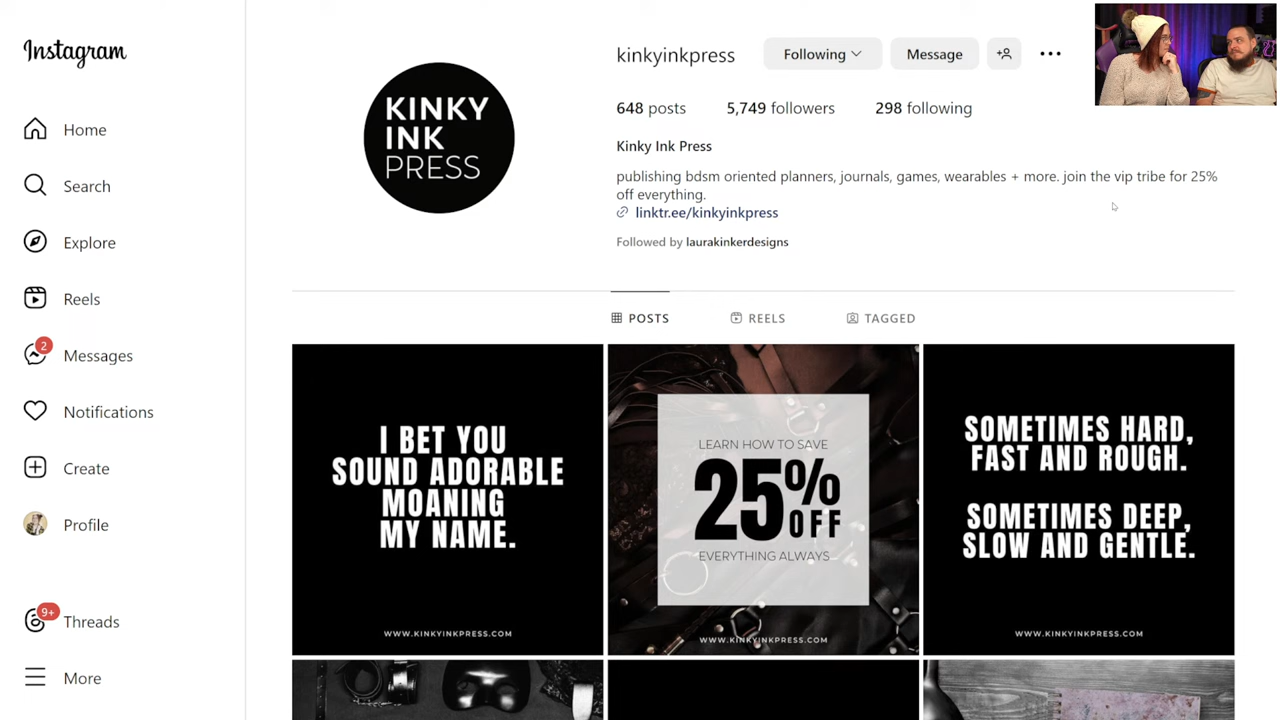 Instagram
Home
Search
Explore
Reels
2
Messages
Notifications
Create
Profile
9+
Threads
More
KINKY
INK
PRESS
kinkyinkpress
Following
Message
648 posts 5,749 followers 298 following
Kinky Ink Press
publishing bdsm oriented planners, journals, games, wearables + more. join the vip tribe for 25%
off everything.
linktr.ee/kinkyinkpress
Followed by laurakinkerdesigns
POSTS REELS TAGGED
I BET YOU
SOUND ADORABLE
MOANING
MY NAME.
WWW.KINKYINKPRESS.COM
LEARN HOW TO SAVE
25%
OFF
EVERYTHING ALWAYS
WWW.KINKYINKPRESS.COM
SOMETIMES HARD,
FAST AND ROUGH.
SOMETIMES DEEP,
SLOW AND GENTLE.
WWW.KINKYINKPRESS.COM